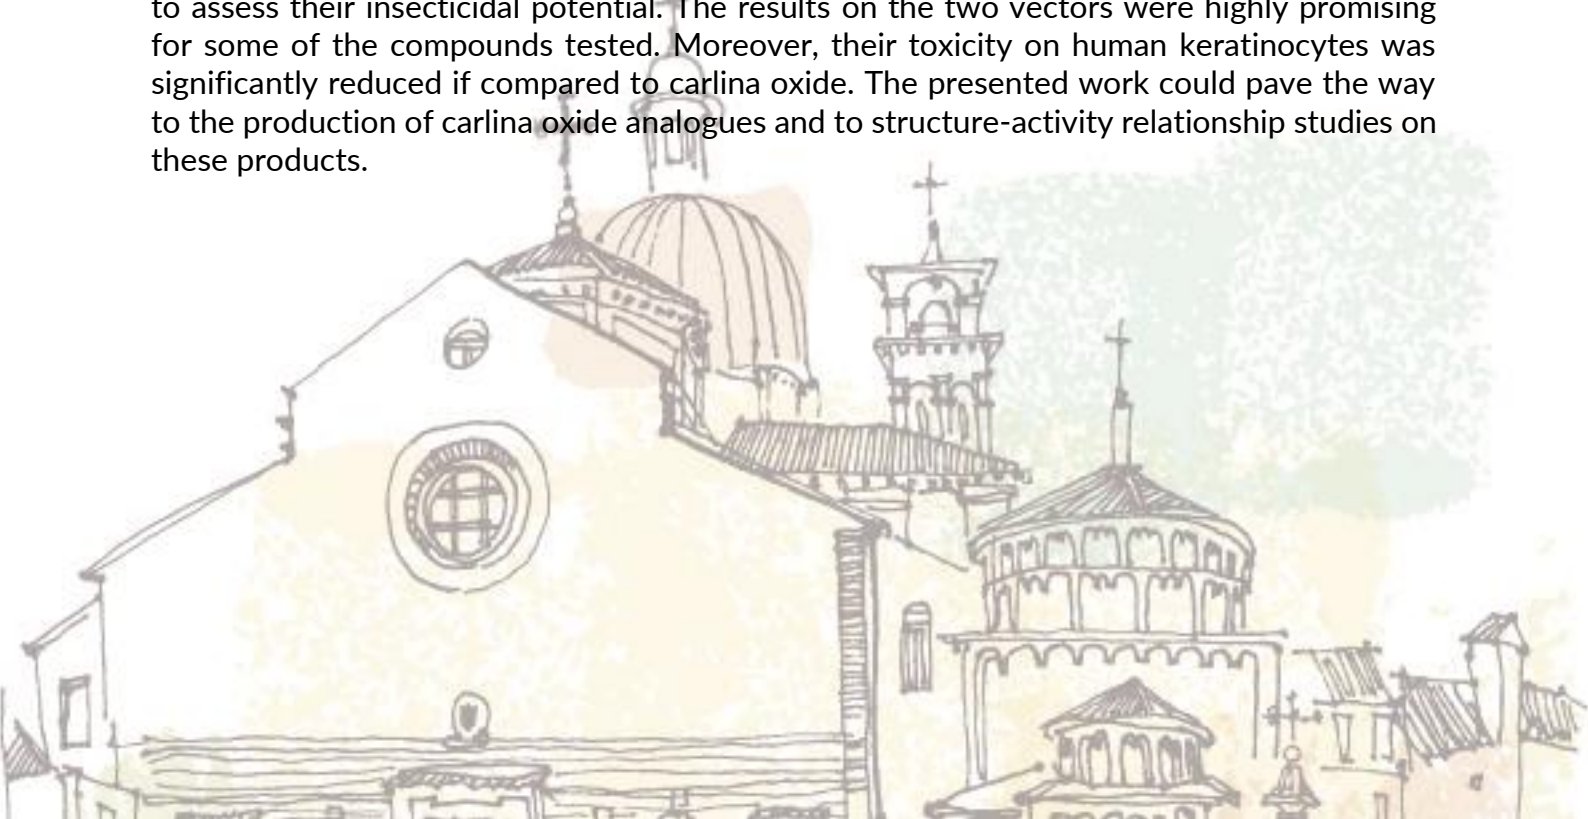 to assess their insecticidal potential. The results on the two vectors were highly promising
for some of the compounds tested. Moreover, their toxicity on human keratinocytes was
significantly reduced if compared to carlina oxide. The presented work could pave the way
to the production of carlina oxide analogues and to structure-activity relationship studies on
these products.